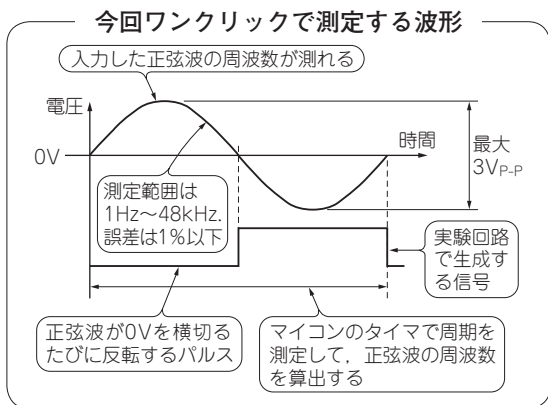 今回ワンクリックで測定する波形
入力した正弦波の周波数が測れる
電圧
0V
時間
最大
3VP-P
測定範囲は
1Hz～48kHz.
誤差は1%以下
実験回路
で生成す
る信号
正弦波が0Vを横切る
たびに反転するパルス
マイコンのタイマで周期を
測定して，正弦波の周波数
を算出する